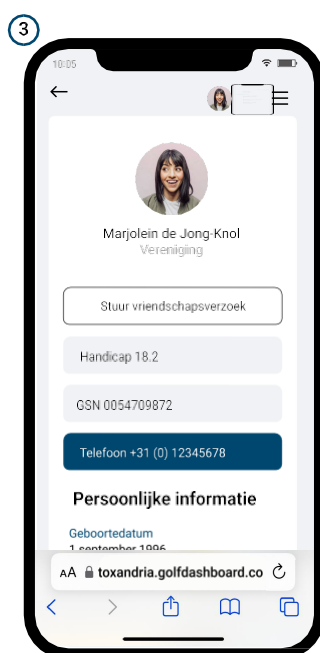 3
10:05
Marjolein de Jong-Knol
Vereniging
Stuur vriendschapsverzoek
Handicap 18.2
GSN 0054709872
Telefoon +31 (0) 12345678
Persoonlijke informatie
Geboortedatum
1 september 1996
AA toxandria.golfdashboard.co